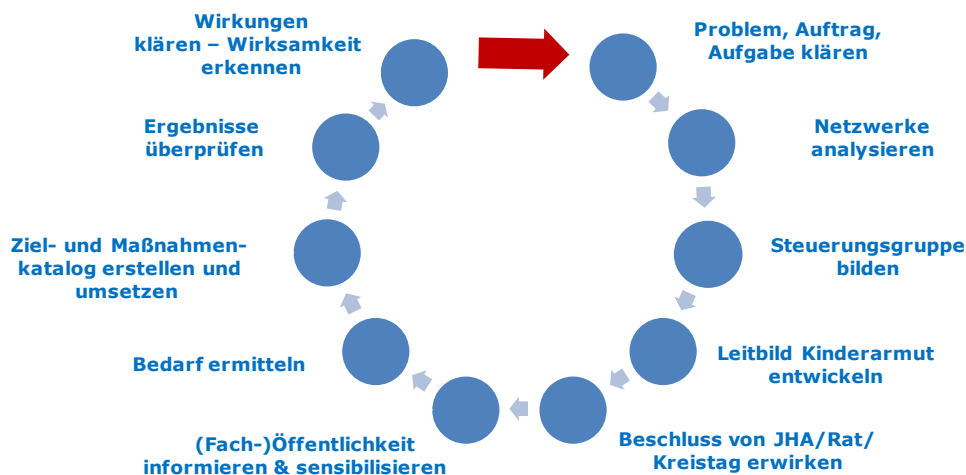 Problem, Auftrag,
Aufgabe klären
Netzwerke
analysieren
Steuerungsgruppe
bilden
Leitbild Kinderarmut
entwickeln
Beschluss von JHA/Rat/
Kreistag erwirken
(Fach-)Öffentlichkeit
informieren & sensibilisieren
Bedarf ermitteln
Ziel- und Maßnahmen-
katalog erstellen und
umsetzen
Ergebnisse
überprüfen
Wirkungen
klären – Wirksamkeit
erkennen